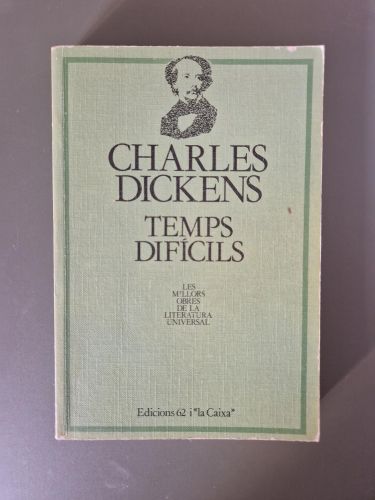 CHARLES
DICKENS
TEMPS
DIFÍCILS
LES
MILLORS
OBRES
DE LA
LITERATURA
UNIVERSAL
Edicions 62 i "la Caixa"